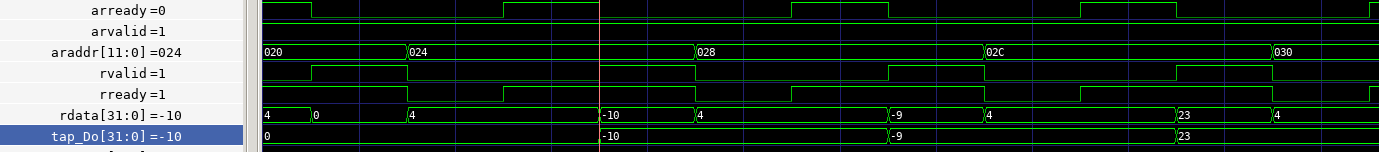 arready=0
arvalid=1
araddr[11:0]=024 020 024 028 02C 030
rvalid=1
rready=1
rdata[31:0]=-10 4 0 4 -10 4 -9 4 23 4
tap_Do[31:0]=-10 0 -10 -9 23